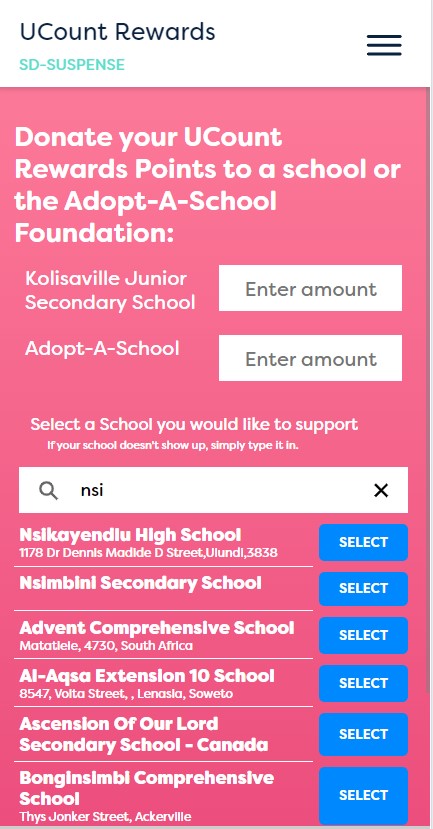 UCount Rewards
SD-SUSPENSE
Donate your UCount
Rewards Points to a school or
the Adopt-A-School
Foundation:
Kolisaville Junior
Secondary School
Enter amount
Adopt-A-School
Enter amount
Select a School you would like to support
If your school doesn't show up, simply type it in.
nsi
Nsikayendlu High School
1178 Dr Dennis Madide D Street,Ulundi,3838
SELECT
Nsimbini Secondary School
SELECT
Advent Comprehensive School
Matatiele, 4730, South Africa
SELECT
Al-Aqsa Extension 10 School
8547, Volta Street, , Lenasia, Soweto
SELECT
Ascension Of Our Lord
Secondary School - Canada
SELECT
Bonginsimbi Comprehensive
School
Thys Jonker Street, Ackerville
SELECT